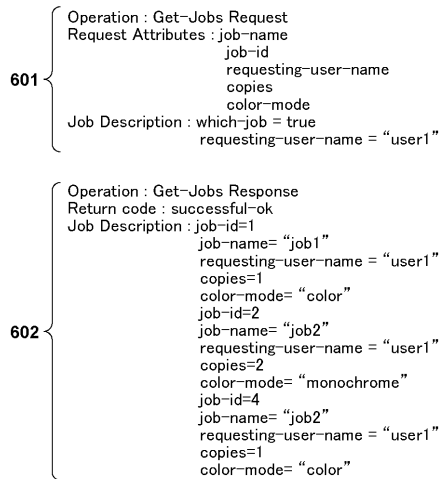 Operation : Get-Jobs Request
Request Attributes : job-name
job-id
requesting-user-name
copies
color-mode
Job Description : which-job = true
requesting-user-name = “user1”
601
Operation : Get-Jobs Response
Return code : successful-ok
Job Description : job-id=1
job-name= “job1”
requesting-user-name = “user1”
copies=1
color-mode= “color”
job-id=2
job-name= “job2”
requesting-user-name = “user1”
copies=2
color-mode= “monochrome”
job-id=4
job-name= “job2”
requesting-user-name = “user1”
copies=1
color-mode= “color”
602